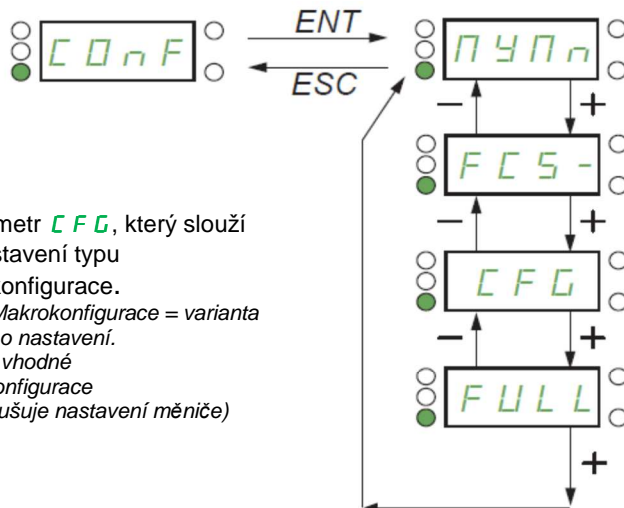 COnF
ENT
ESC
MYMn
−
+
FCS-
−
+
CFG
−
+
FULL
+
metr CFG, který slouží
stavení typu
konfigurace.
Makrokonfigurace = varianta
o nastavení.
vhodné
onfigurace
ušuje nastavení měniče)